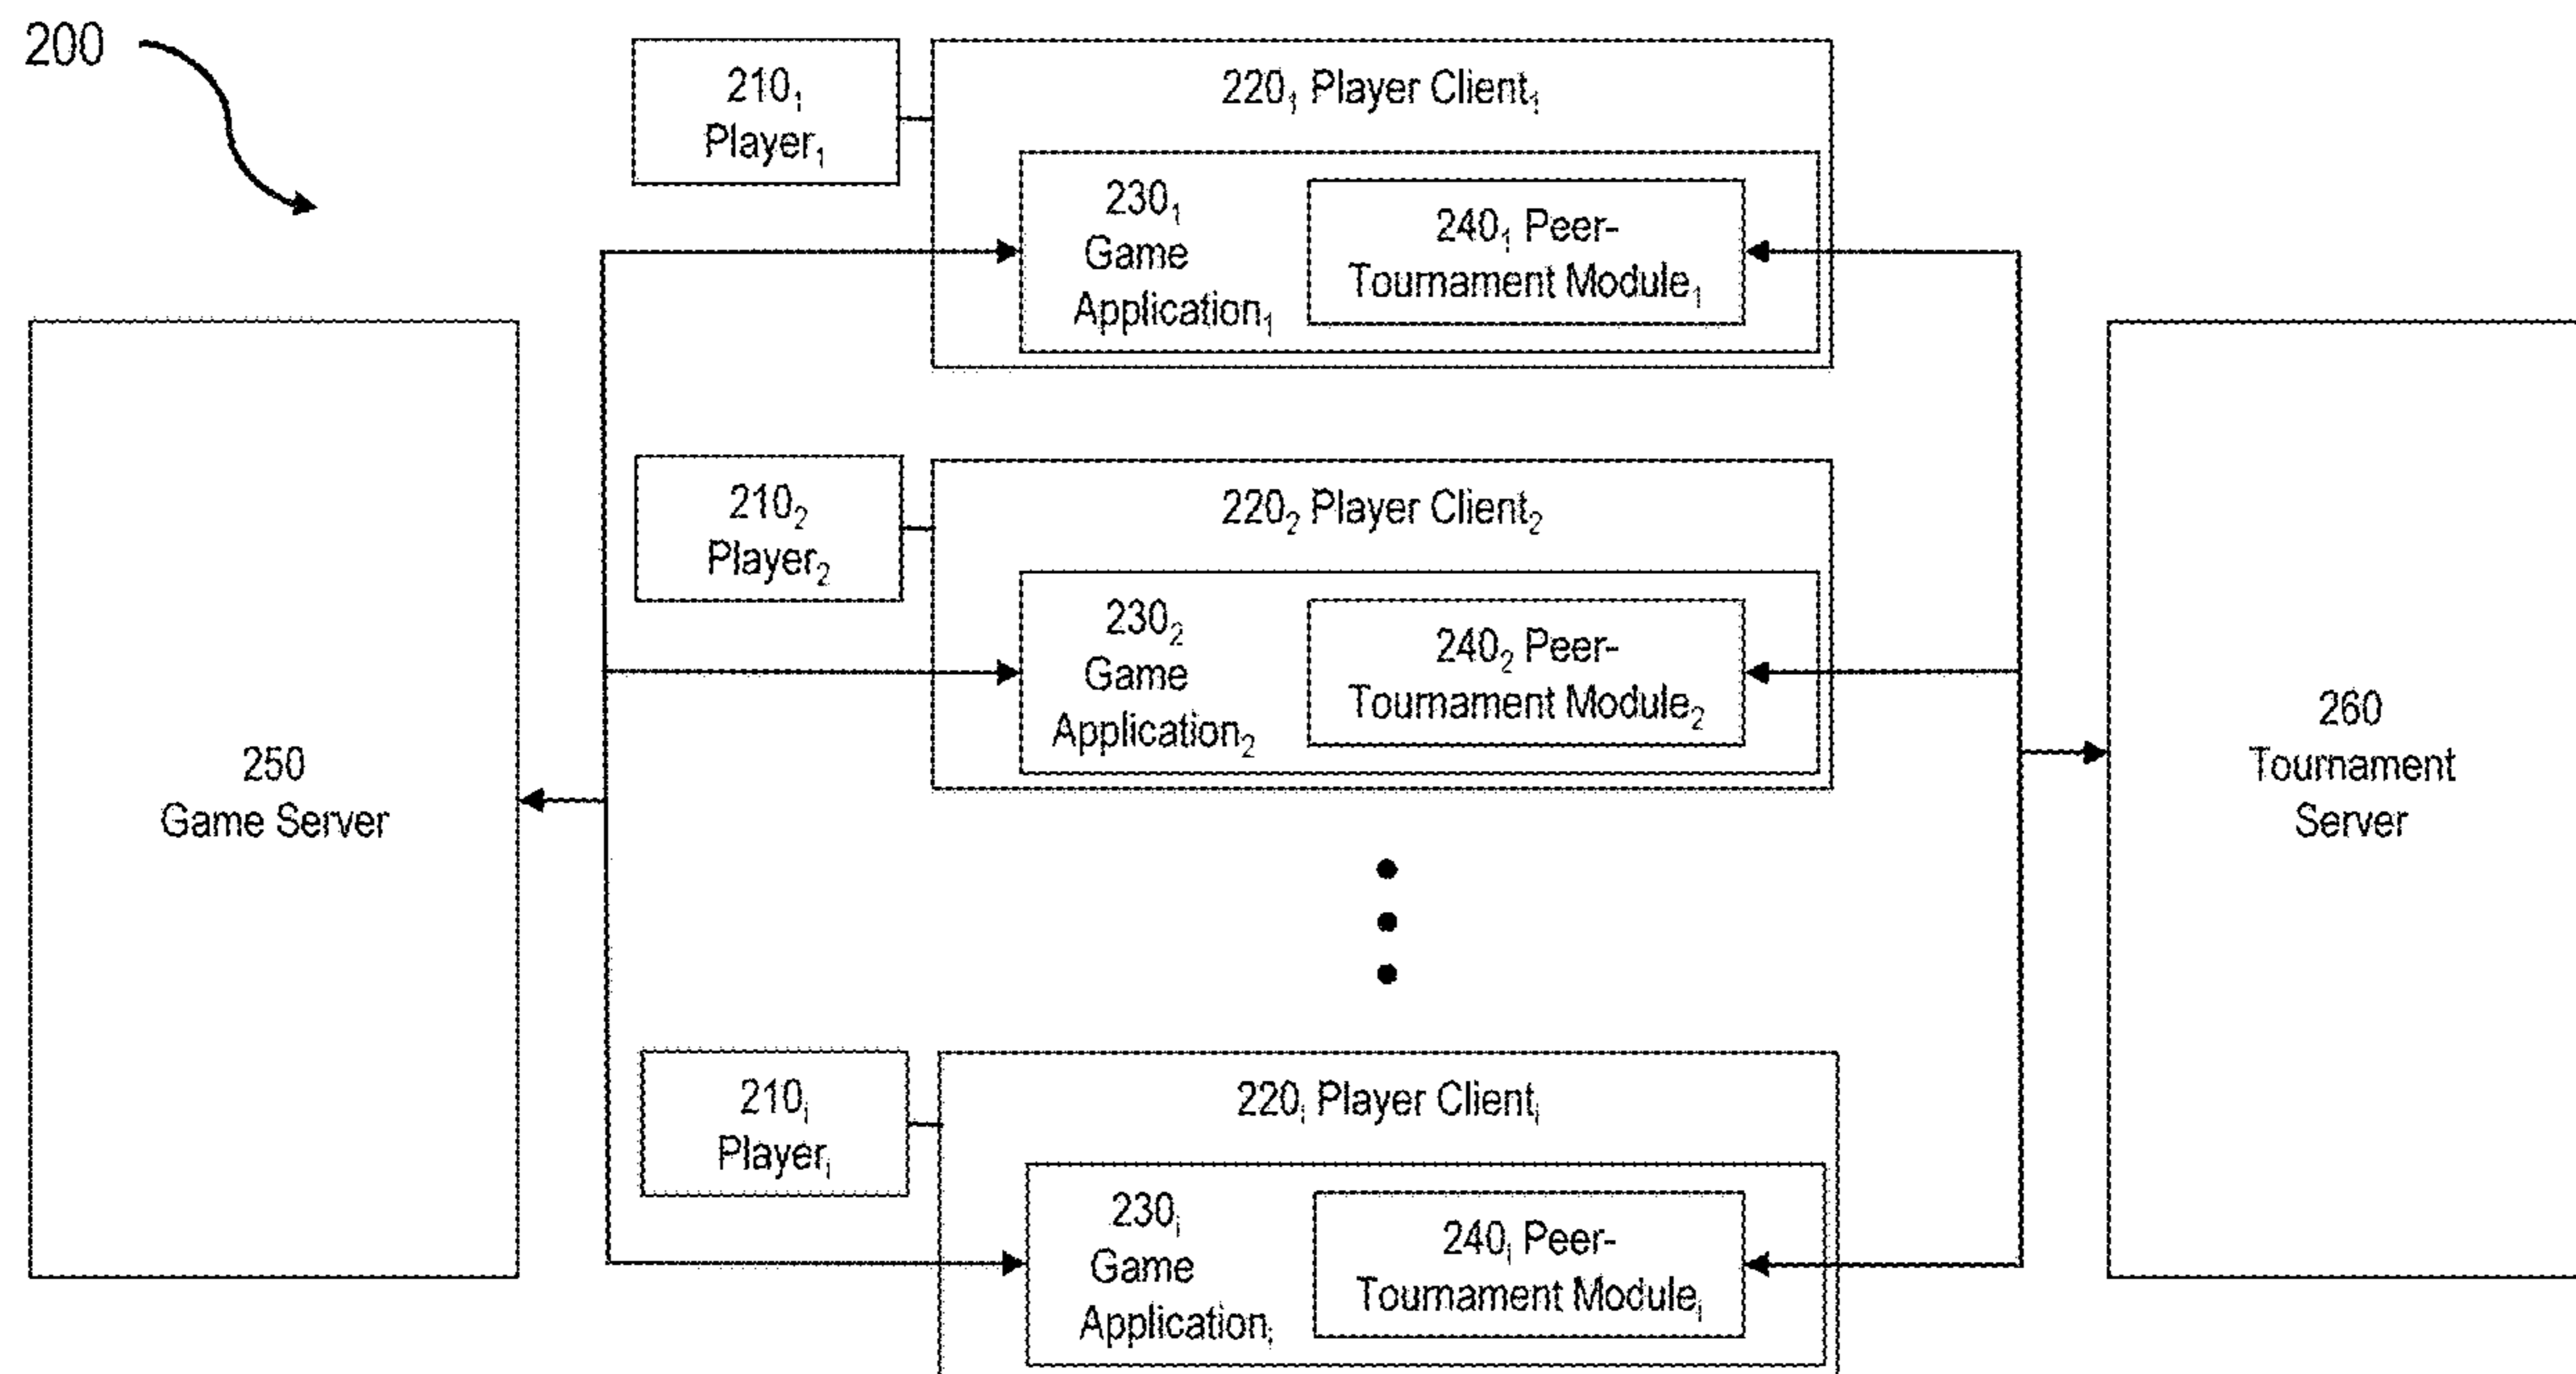 200
210₁
Player₁
220₁ Player Client₁
230₁
Game
Application₁
240₁ Peer-
Tournament Module₁
210₂
Player₂
220₂ Player Client₂
230₂
Game
Application₂
240₂ Peer-
Tournament Module₂
250
Game Server
260
Tournament
Server
210ᵢ
Playerᵢ
220ᵢ Player Clientᵢ
230ᵢ
Game
Applicationᵢ
240ᵢ Peer-
Tournament Moduleᵢ